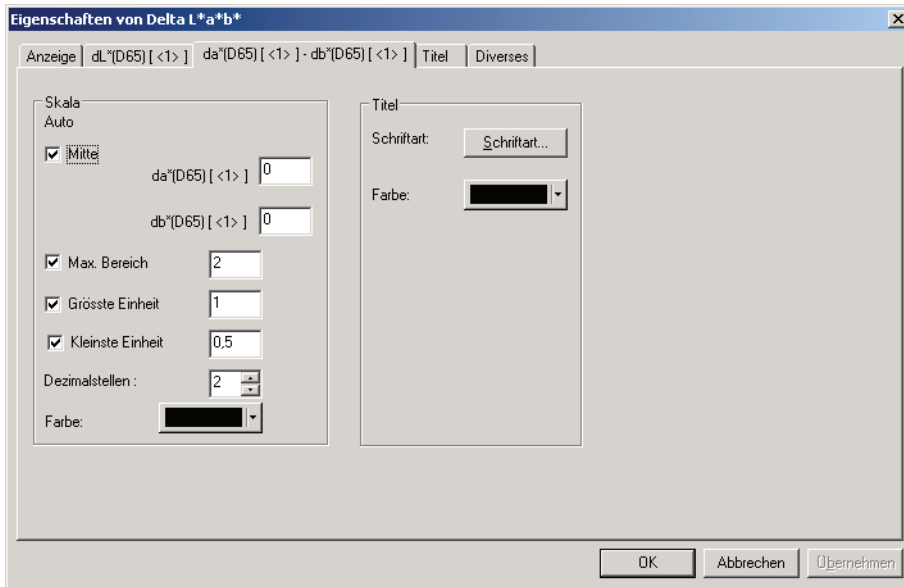 Eigenschaften von Delta L*a*b*
Anzeige dL*(D65) [ <1> ] da*(D65) [ <1> ] - db*(D65) [ <1> ] Titel Diverses
Skala
Auto
Mitte
da*(D65) [ <1> ] 0
db*(D65) [ <1> ] 0
Max. Bereich 2
Grösste Einheit 1
Kleinste Einheit 0,5
Dezimalstellen : 2
Farbe:
Titel
Schriftart: Schriftart...
Farbe:
OK Abbrechen Übernehmen